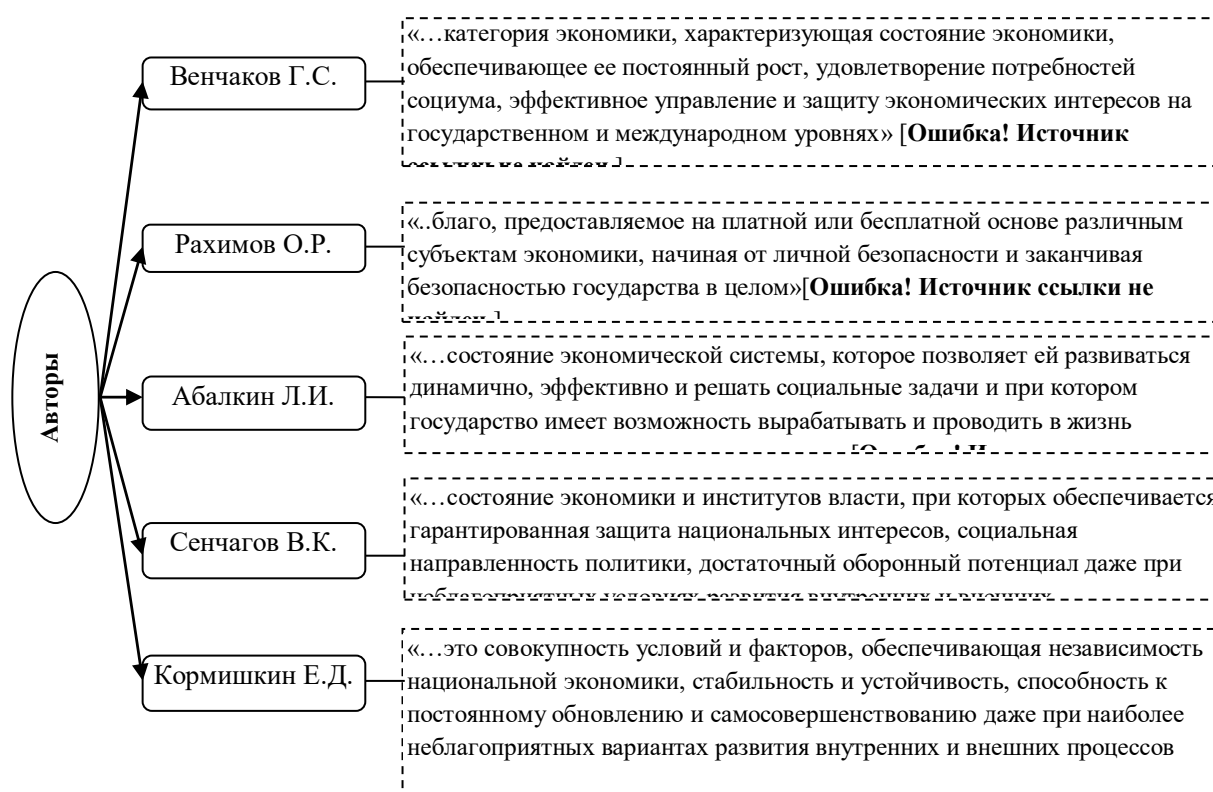 Авторы
Венчаков Г.С.
«…категория экономики, характеризующая состояние экономики,
обеспечивающее ее постоянный рост, удовлетворение потребностей
социума, эффективное управление и защиту экономических интересов на
государственном и международном уровнях» [Ошибка! Источник
Рахимов О.Р.
«..благо, предоставляемое на платной или бесплатной основе различным
субъектам экономики, начиная от личной безопасности и заканчивая
безопасностью государства в целом»[Ошибка! Источник ссылки не
Абалкин Л.И.
«…состояние экономической системы, которое позволяет ей развиваться
динамично, эффективно и решать социальные задачи и при котором
государство имеет возможность вырабатывать и проводить в жизнь
Сенчагов В.К.
«…состояние экономики и институтов власти, при которых обеспечивается
гарантированная защита национальных интересов, социальная
направленность политики, достаточный оборонный потенциал даже при
неблагоприятных условиях развития внутренних и внешних
Кормишкин Е.Д.
«…это совокупность условий и факторов, обеспечивающая независимость
национальной экономики, стабильность и устойчивость, способность к
постоянному обновлению и самосовершенствованию даже при наиболее
неблагоприятных вариантах развития внутренних и внешних процессов